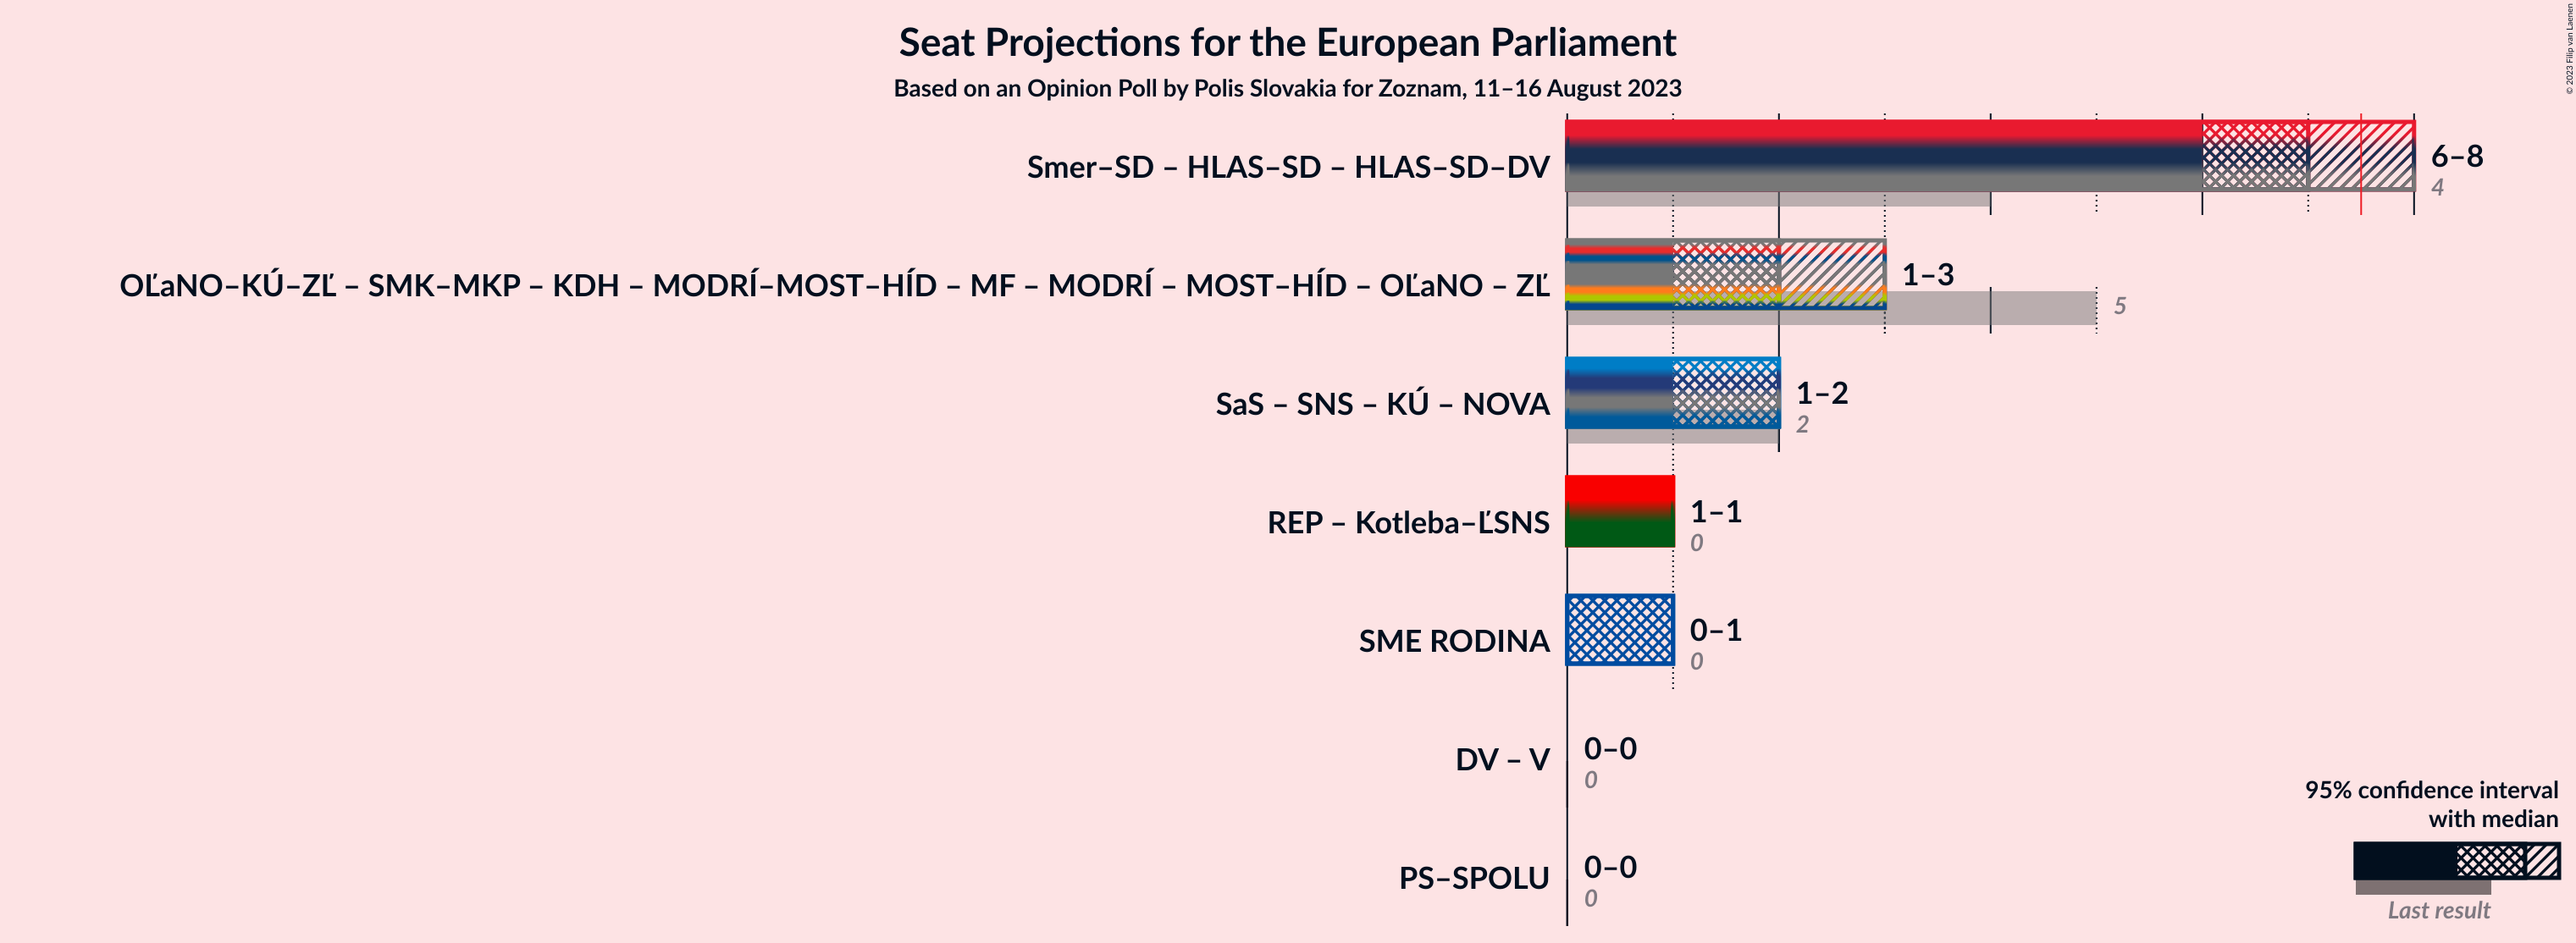 Seat Projections for the European Parliament
Based on an Opinion Poll by Polis Slovakia for Zoznam, 11–16 August 2023
© 2023 Filip van Laenen
Smer–SD – HLAS–SD – HLAS–SD–DV
6–8
4
OĽaNO–KÚ–ZĽ – SMK–MKP – KDH – MODRÍ–MOST–HÍD – MF – MODRÍ – MOST–HÍD – OĽaNO – ZĽ
1–3
5
SaS – SNS – KÚ – NOVA
1–2
2
REP – Kotleba–ĽSNS
1–1
0
SME RODINA
0–1
0
DV – V
0–0
0
PS–SPOLU
0–0
0
95% confidence interval
with median
Last result